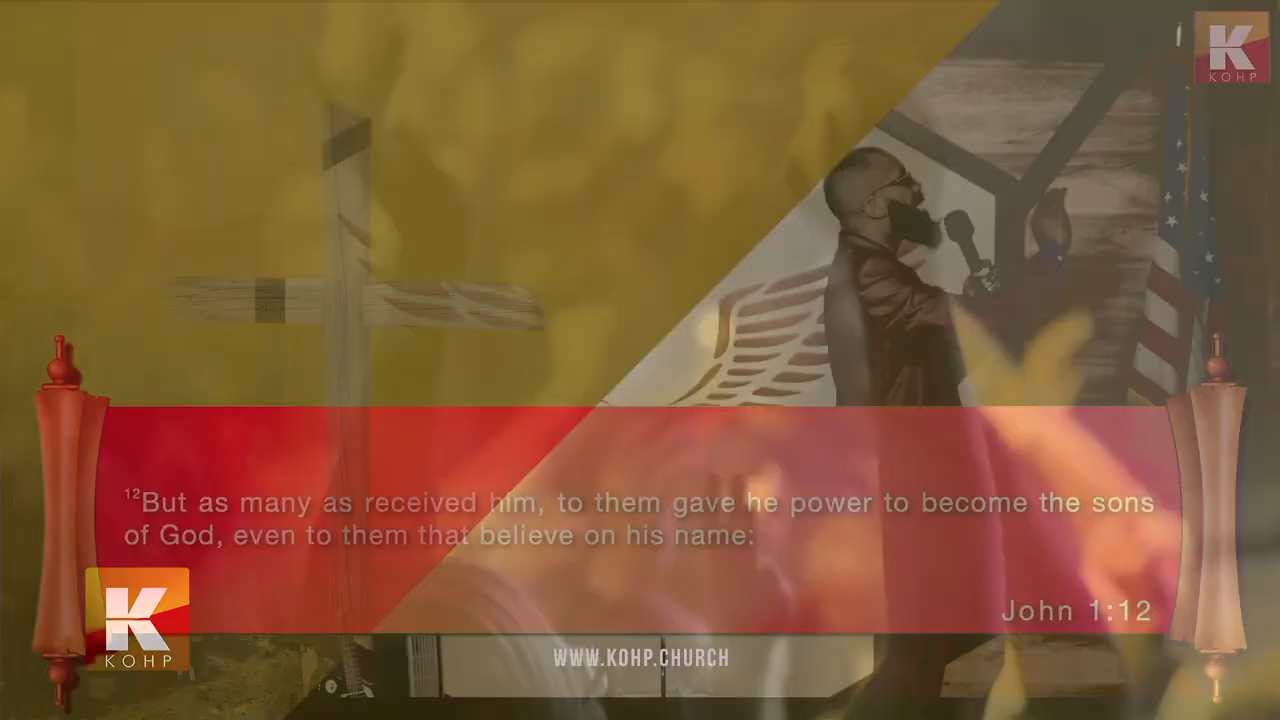 K
KOHP
¹²But as many as received him, to them gave he power to become the sons
of God, even to them that believe on his name:
John 1:12
K
KOHP
WWW.KOHP.CHURCH